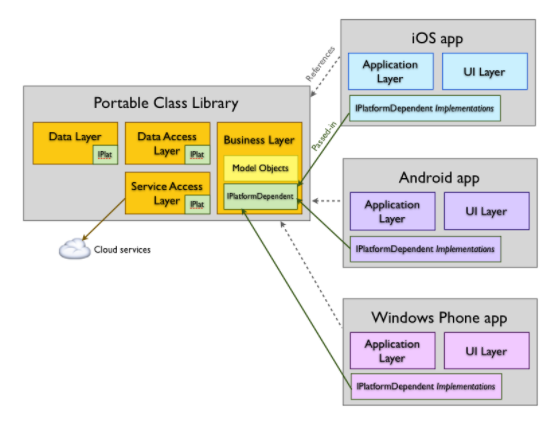 iOS app
Application
Layer
UI Layer
IPlatformDependent Implementations
References
Passed-in
Portable Class Library
Data Layer
IPlat
Data Access
Layer
IPlat
Business Layer
Model Objects
IPlatformDependent
Service Access
Layer
IPlat
Cloud services
Android app
Application
Layer
UI Layer
IPlatformDependent Implementations
Windows Phone app
Application
Layer
UI Layer
IPlatformDependent Implementations